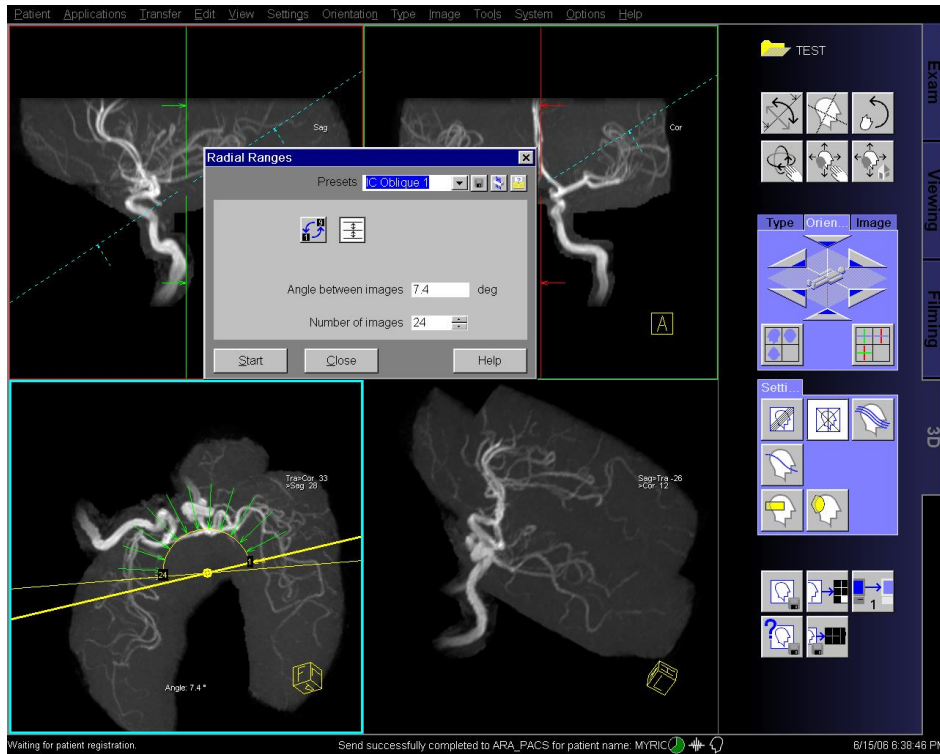 Patient Applications Transfer Edit View Settings Orientation Type Image Tools System Options Help
TEST
Exam
Viewing
Filming
3D
Sag
Cor
Radial Ranges
Presets IC Oblique 1
Angle between images 7.4 deg
Number of images 24
Start Close Help
A
Type Orien... Image
Setti...
Tra>Cor 33
>Sag 28
24
1
Angle: 7.4 °
Sag>Tra -26
>Cor 12
1
Waiting for patient registration.
Send successfully completed to ARA_PACS for patient name: MYRIC
6/15/06 6:38:46 PM